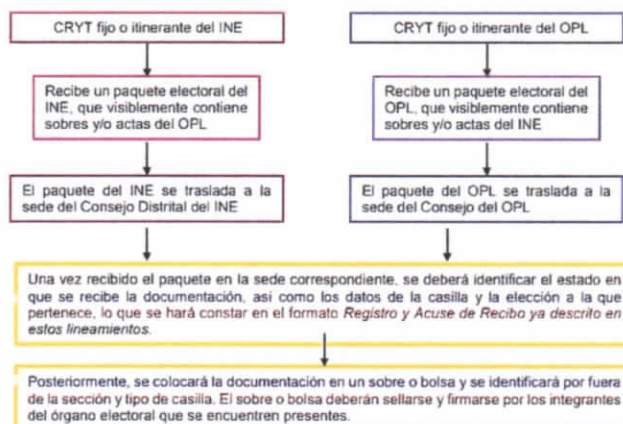 CRYT fijo o itinerante del INE
CRYT fijo o itinerante del OPL
Recibe un paquete electoral del
INE, que visiblemente contiene
sobres y/o actas del OPL
Recibe un paquete electoral del
OPL, que visiblemente contiene
sobres y/o actas del INE
El paquete del INE se traslada a la
sede del Consejo Distrital del INE
El paquete del OPL se traslada a la
sede del Consejo del OPL
Una vez recibido el paquete en la sede correspondiente, se deberá identificar el estado en
que se recibe la documentación, así como los datos de la casilla y la elección a la que
pertenece, lo que se hará constar en el formato Registro y Acuse de Recibo ya descrito en
estos lineamientos.
Posteriormente, se colocará la documentación en un sobre o bolsa y se identificará por fuera
de la sección y tipo de casilla. El sobre o bolsa deberán sellarse y firmarse por los integrantes
del órgano electoral que se encuentren presentes.